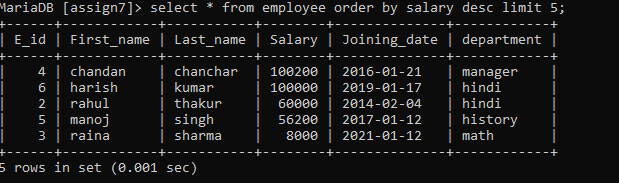 MariaDB [assign7]> select * from employee order by salary desc limit 5;
+------+------------+-----------+--------+--------------+------------+
| E_id | First_name | Last_name | Salary | Joining_date | department |
+------+------------+-----------+--------+--------------+------------+
|    4 | chandan    | chanchar  | 100200 | 2016-01-21   | manager    |
|    6 | harish     | kumar     | 100000 | 2019-01-17   | hindi      |
|    2 | rahul      | thakur    |  60000 | 2014-02-04   | hindi      |
|    5 | manoj      | singh     |  56200 | 2017-01-12   | history    |
|    3 | raina      | sharma    |   8000 | 2021-01-12   | math       |
+------+------------+-----------+--------+--------------+------------+
5 rows in set (0.001 sec)